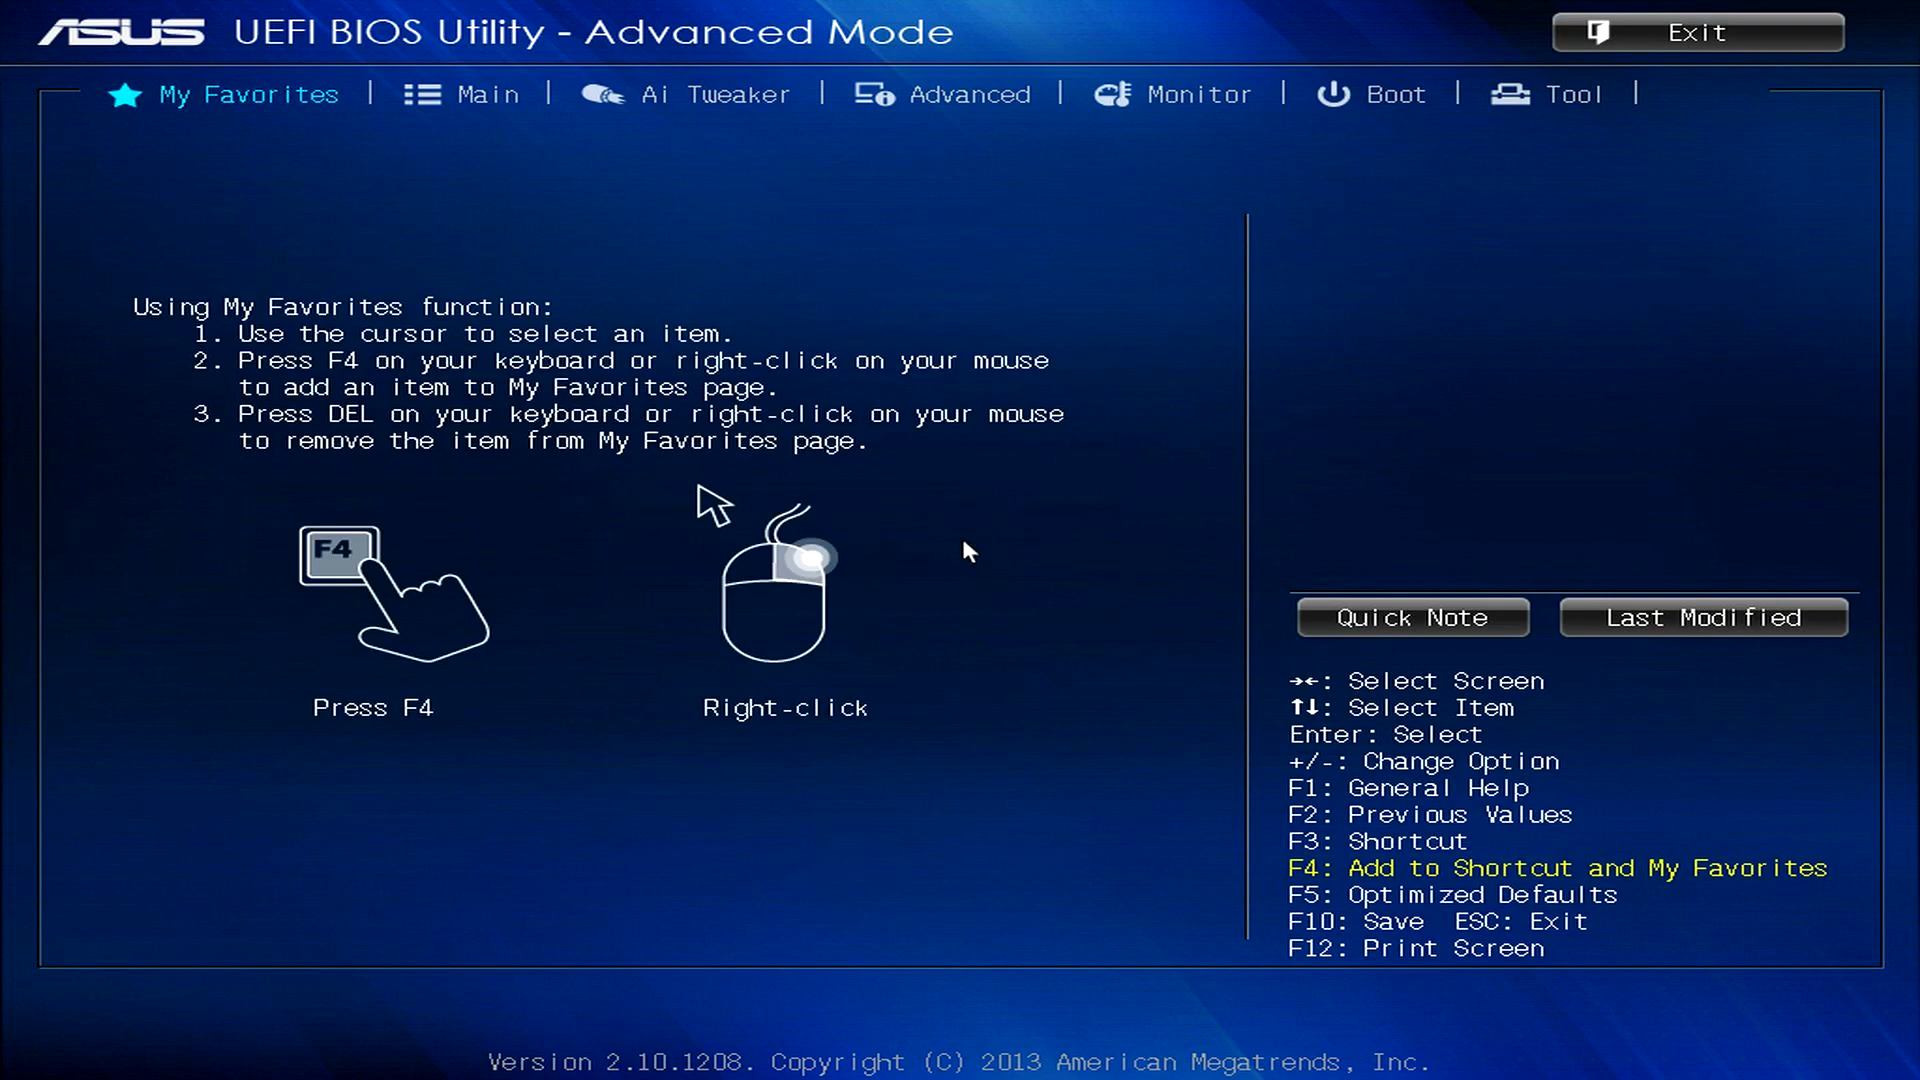 ASUS UEFI BIOS Utility - Advanced Mode
Exit
My Favorites | Main | Ai Tweaker | Advanced | Monitor | Boot | Tool |
Using My Favorites function:
1. Use the cursor to select an item.
2. Press F4 on your keyboard or right-click on your mouse
to add an item to My Favorites page.
3. Press DEL on your keyboard or right-click on your mouse
to remove the item from My Favorites page.
F4
Press F4
Right-click
Quick Note
Last Modified
→←: Select Screen
↑↓: Select Item
Enter: Select
+/-: Change Option
F1: General Help
F2: Previous Values
F3: Shortcut
F4: Add to Shortcut and My Favorites
F5: Optimized Defaults
F10: Save  ESC: Exit
F12: Print Screen
Version 2.10.1208. Copyright (C) 2013 American Megatrends, Inc.